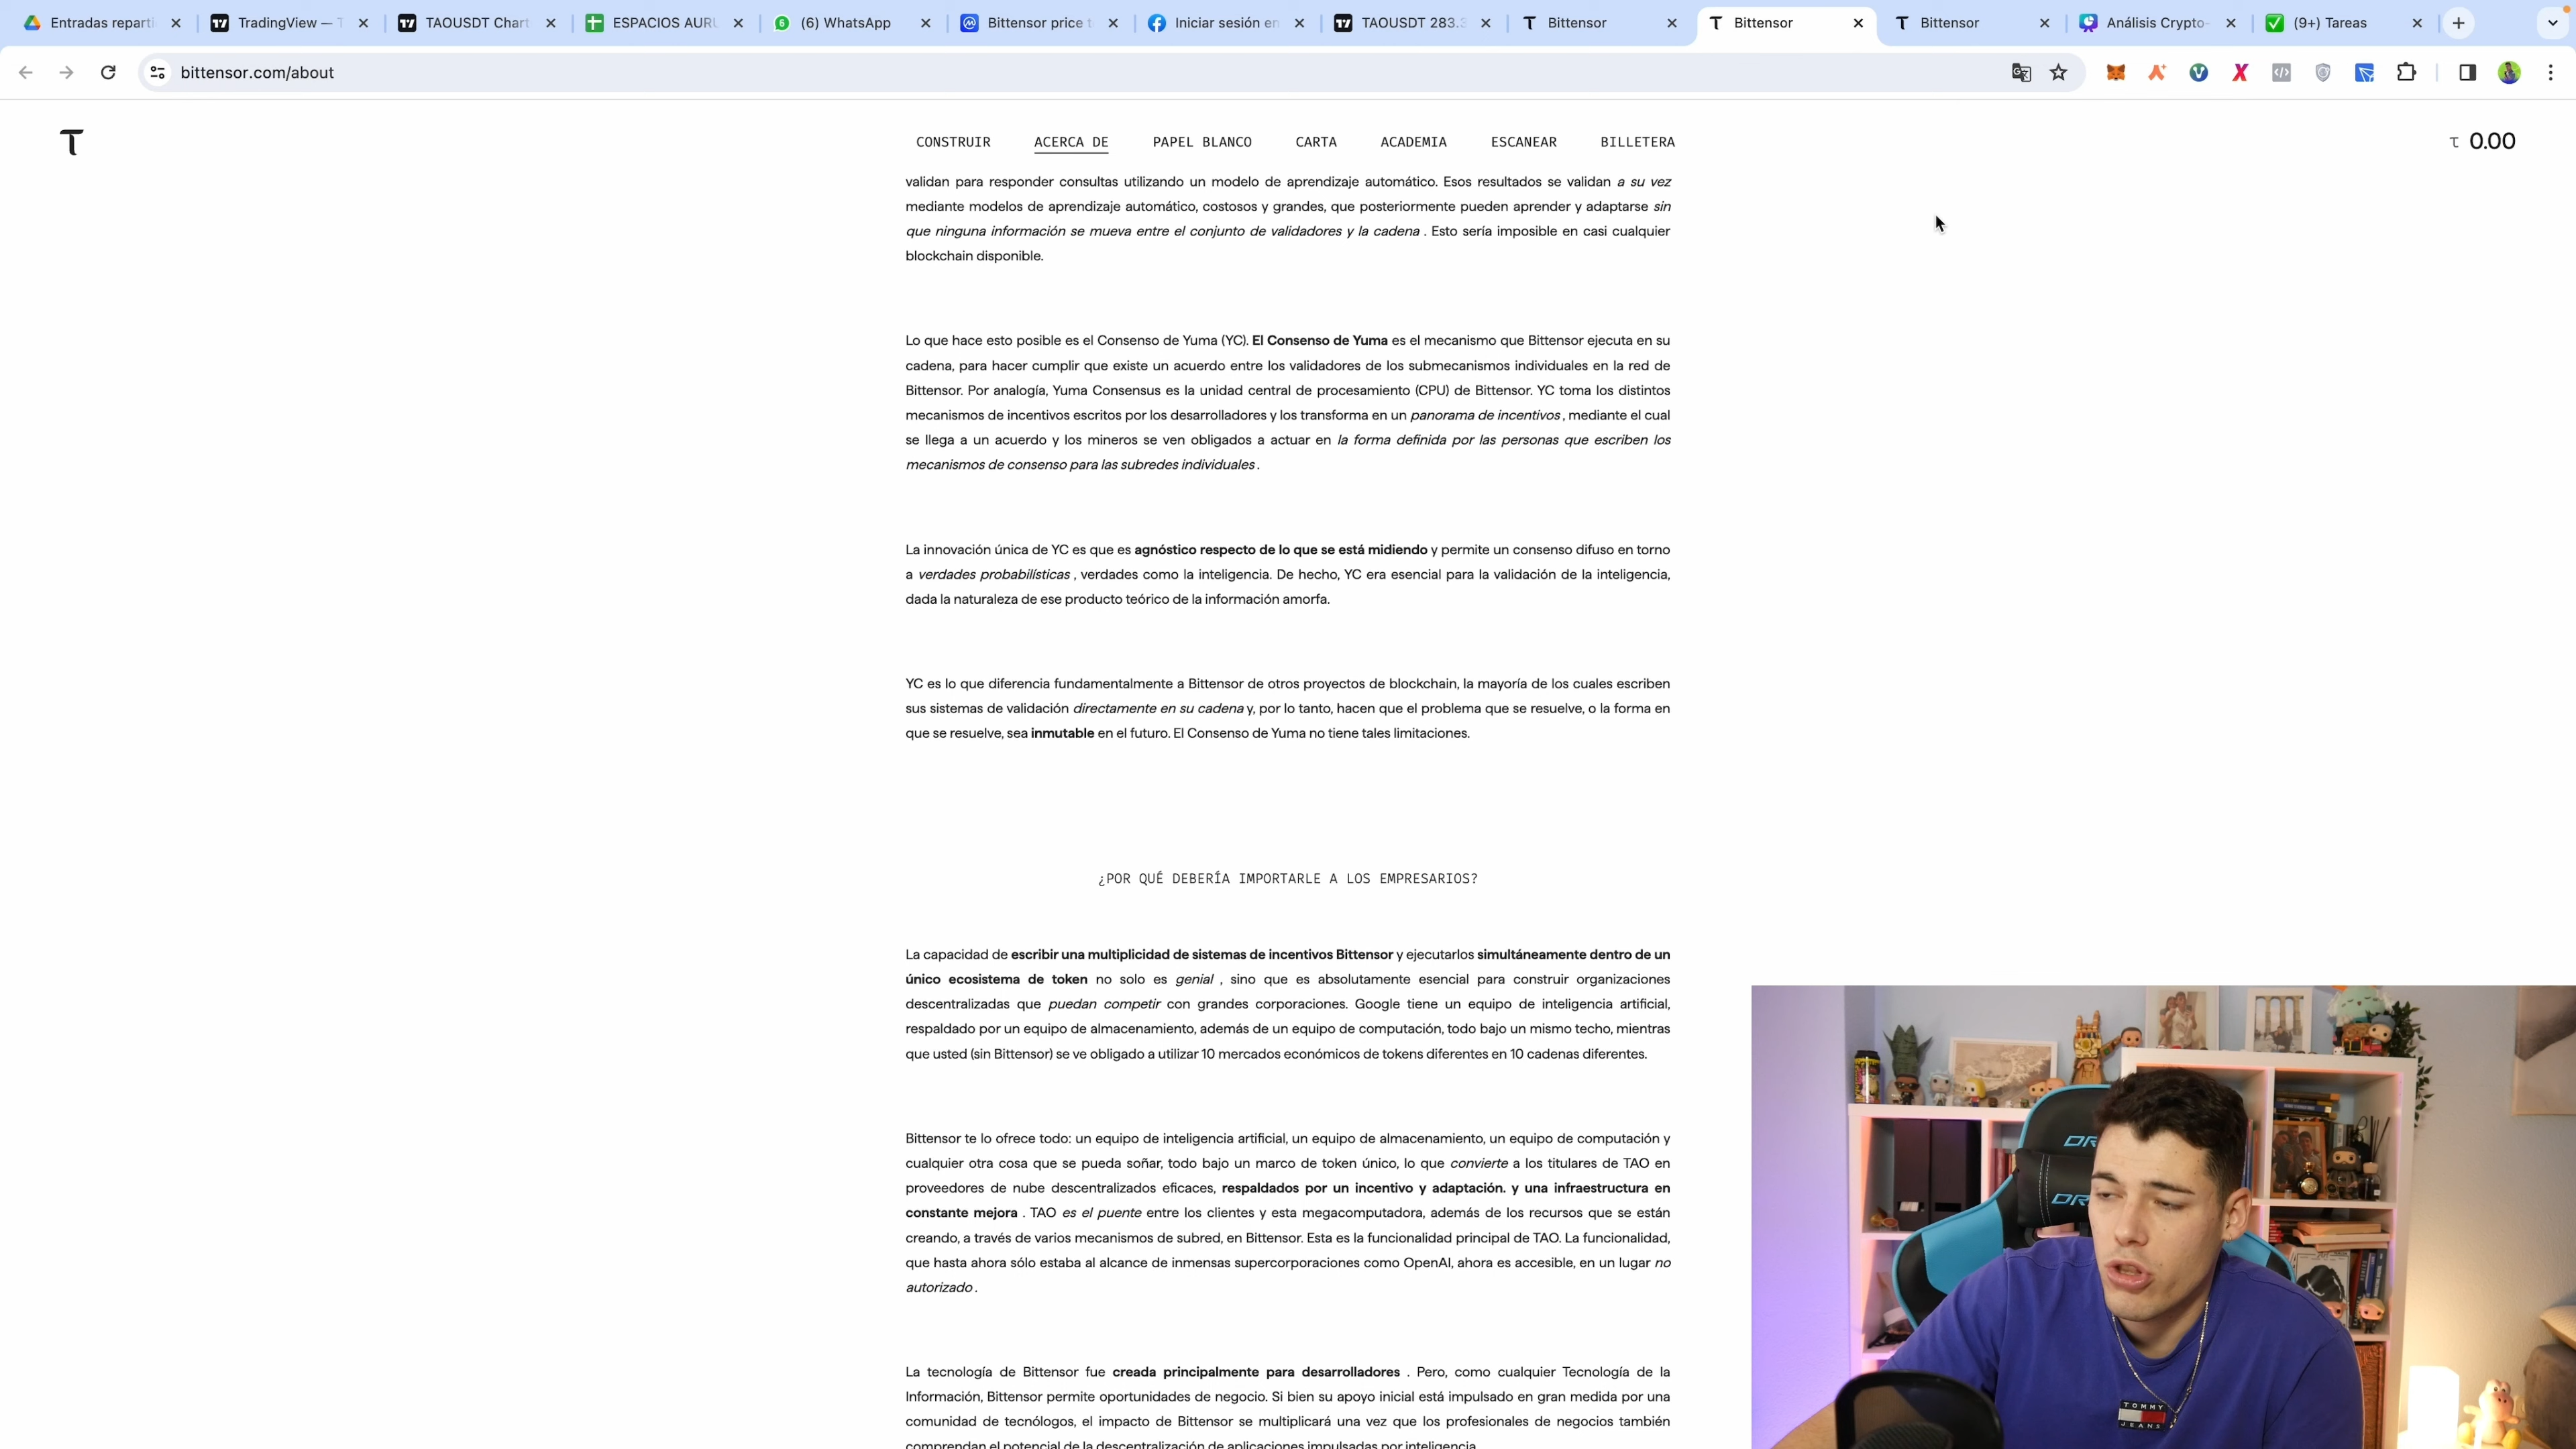 Entradas reparti
TradingView — T
TAOUSDT Chart
ESPACIOS AURU
(6) WhatsApp
Bittensor price t
Iniciar sesión en
TAOUSDT 283.3
Bittensor
Bittensor
Bittensor
Análisis Crypto-
(9+) Tareas
bittensor.com/about
CONSTRUIR
ACERCA DE
PAPEL BLANCO
CARTA
ACADEMIA
ESCANEAR
BILLETERA
τ 0.00
validan para responder consultas utilizando un modelo de aprendizaje automático. Esos resultados se validan a su vez
mediante modelos de aprendizaje automático, costosos y grandes, que posteriormente pueden aprender y adaptarse sin
que ninguna información se mueva entre el conjunto de validadores y la cadena . Esto sería imposible en casi cualquier
blockchain disponible.
Lo que hace esto posible es el Consenso de Yuma (YC). El Consenso de Yuma es el mecanismo que Bittensor ejecuta en su
cadena, para hacer cumplir que existe un acuerdo entre los validadores de los submecanismos individuales en la red de
Bittensor. Por analogía, Yuma Consensus es la unidad central de procesamiento (CPU) de Bittensor. YC toma los distintos
mecanismos de incentivos escritos por los desarrolladores y los transforma en un panorama de incentivos , mediante el cual
se llega a un acuerdo y los mineros se ven obligados a actuar en la forma definida por las personas que escriben los
mecanismos de consenso para las subredes individuales .
La innovación única de YC es que es agnóstico respecto de lo que se está midiendo y permite un consenso difuso en torno
a verdades probabilísticas , verdades como la inteligencia. De hecho, YC era esencial para la validación de la inteligencia,
dada la naturaleza de ese producto teórico de la información amorfa.
YC es lo que diferencia fundamentalmente a Bittensor de otros proyectos de blockchain, la mayoría de los cuales escriben
sus sistemas de validación directamente en su cadena y, por lo tanto, hacen que el problema que se resuelve, o la forma en
que se resuelve, sea inmutable en el futuro. El Consenso de Yuma no tiene tales limitaciones.
¿POR QUÉ DEBERÍA IMPORTARLE A LOS EMPRESARIOS?
La capacidad de escribir una multiplicidad de sistemas de incentivos Bittensor y ejecutarlos simultáneamente dentro de un
único ecosistema de token no solo es genial , sino que es absolutamente esencial para construir organizaciones
descentralizadas que puedan competir con grandes corporaciones. Google tiene un equipo de inteligencia artificial,
respaldado por un equipo de almacenamiento, además de un equipo de computación, todo bajo un mismo techo, mientras
que usted (sin Bittensor) se ve obligado a utilizar 10 mercados económicos de tokens diferentes en 10 cadenas diferentes.
Bittensor te lo ofrece todo: un equipo de inteligencia artificial, un equipo de almacenamiento, un equipo de computación y
cualquier otra cosa que se pueda soñar, todo bajo un marco de token único, lo que convierte a los titulares de TAO en
proveedores de nube descentralizados eficaces, respaldados por un incentivo y adaptación. y una infraestructura en
constante mejora . TAO es el puente entre los clientes y esta megacomputadora, además de los recursos que se están
creando, a través de varios mecanismos de subred, en Bittensor. Esta es la funcionalidad principal de TAO. La funcionalidad,
que hasta ahora sólo estaba al alcance de inmensas supercorporaciones como OpenAI, ahora es accesible, en un lugar no
autorizado .
La tecnología de Bittensor fue creada principalmente para desarrolladores . Pero, como cualquier Tecnología de la
Información, Bittensor permite oportunidades de negocio. Si bien su apoyo inicial está impulsado en gran medida por una
comunidad de tecnólogos, el impacto de Bittensor se multiplicará una vez que los profesionales de negocios también
comprendan el potencial de la descentralización de aplicaciones impulsadas por inteligencia.
TOMMY
JEANS